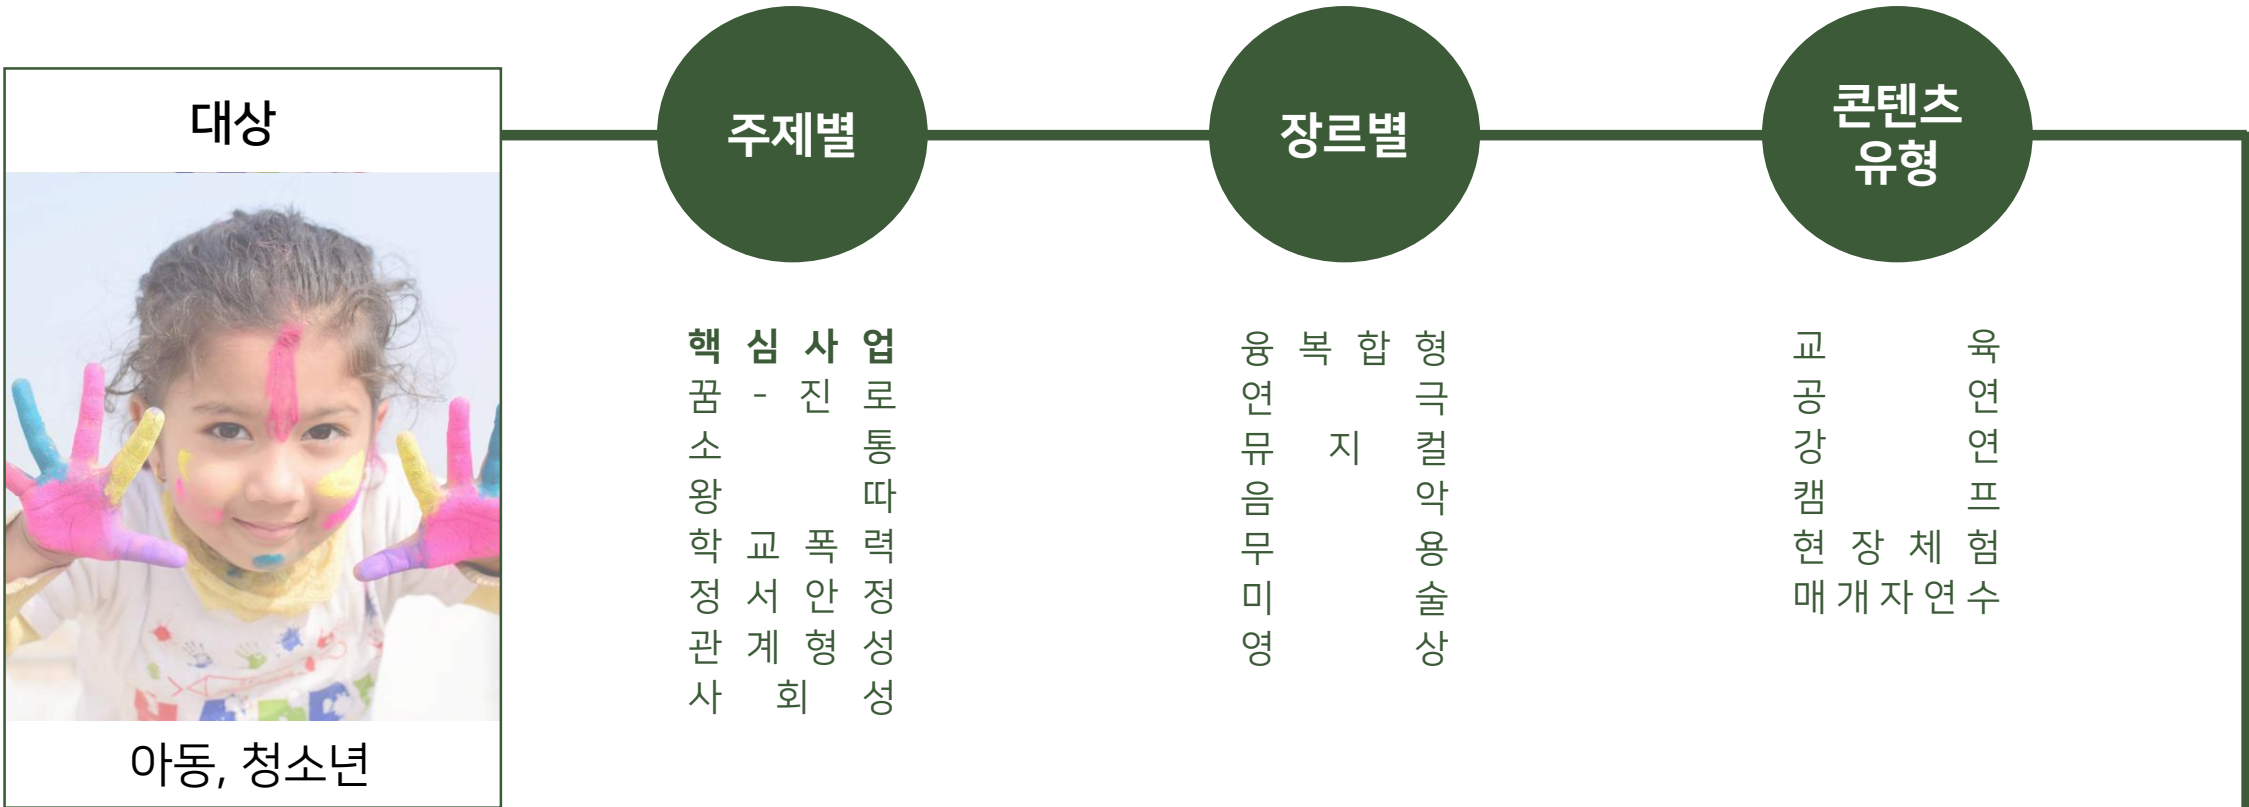 대상
아동, 청소년
주제별
핵심사업
꿈-진로
소통
왕따
학교폭력
정서안정
관계형성
사회성
장르별
융복합형
연극
뮤지컬
음악
무용
미술
영상
콘텐츠
유형
교육
공연
강연
캠프
현장체험
매개자연수